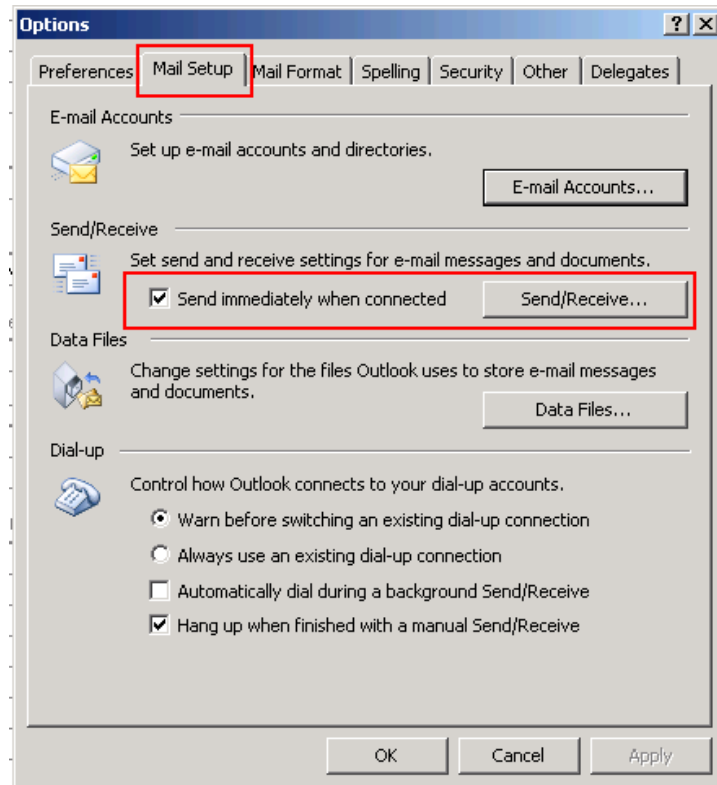 Options
? X
Preferences Mail Setup Mail Format Spelling Security Other Delegates
E-mail Accounts
Set up e-mail accounts and directories.
E-mail Accounts...
Send/Receive
Set send and receive settings for e-mail messages and documents.
Send immediately when connected Send/Receive...
Data Files
Change settings for the files Outlook uses to store e-mail messages
and documents.
Data Files...
Dial-up
Control how Outlook connects to your dial-up accounts.
Warn before switching an existing dial-up connection
Always use an existing dial-up connection
Automatically dial during a background Send/Receive
Hang up when finished with a manual Send/Receive
OK Cancel Apply